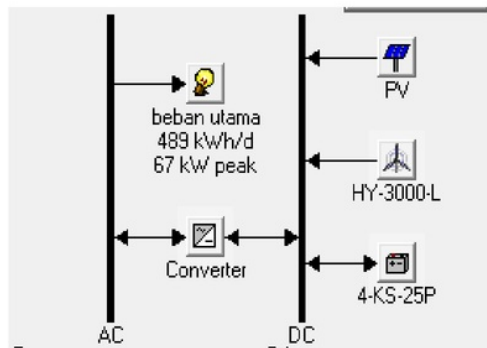 beban utama
489 kWh/d
67 kW peak
Converter
AC
PV
HY-3000-L
4-KS-25P
DC